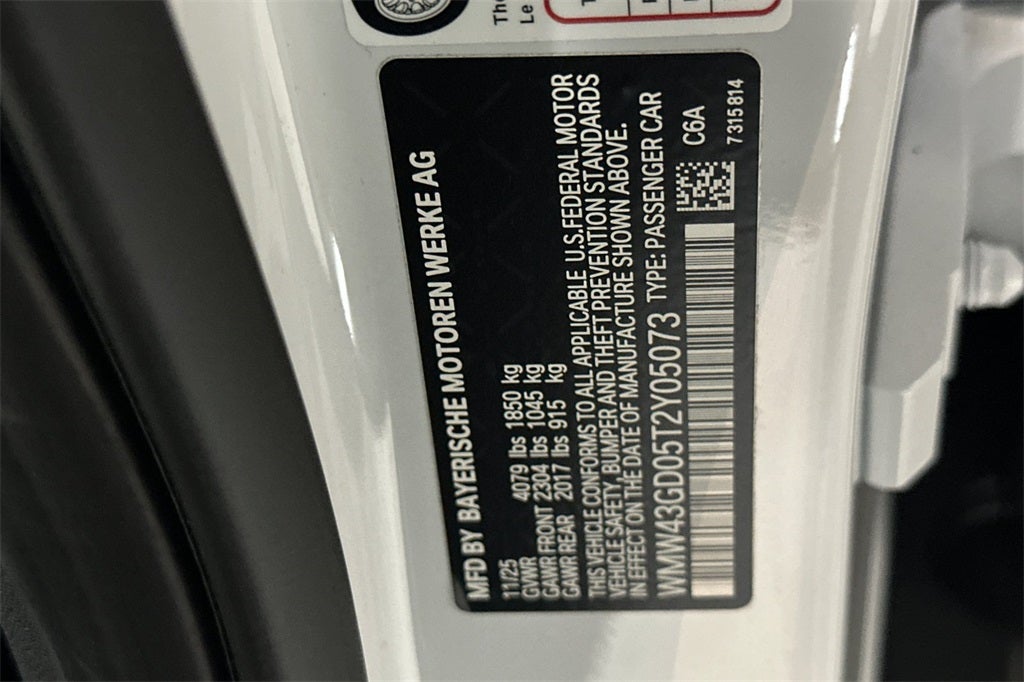 The
Le
MFD BY BAYERISCHE MOTOREN WERKE AG
11/25
GVWR 4079 lbs 1850 kg
GAWR FRONT 2304 lbs 1045 kg
GAWR REAR 2017 lbs 915 kg
THIS VEHICLE CONFORMS TO ALL APPLICABLE U.S.FEDERAL MOTOR
VEHICLE SAFETY, BUMPER AND THEFT PREVENTION STANDARDS
IN EFFECT ON THE DATE OF MANUFACTURE SHOWN ABOVE.
WMW43GD05T2Y05073 TYPE: PASSENGER CAR
C6A
7315814